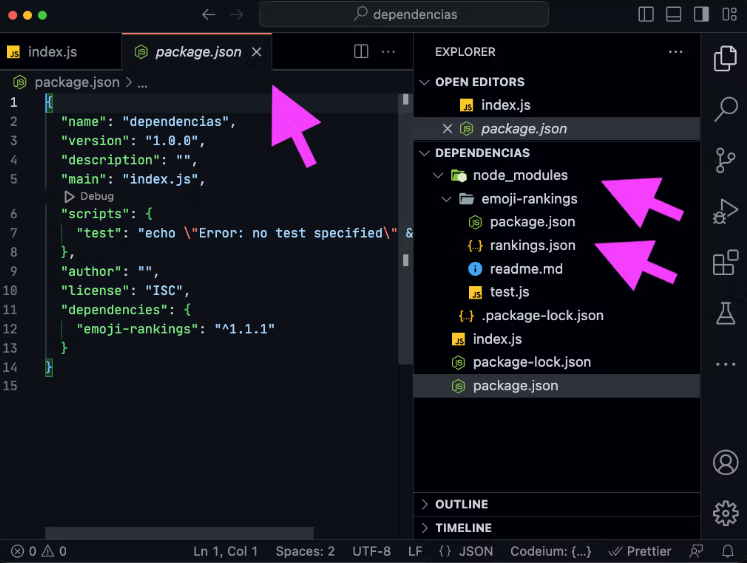 dependencias
JS index.js
package.json
package.json > ...
1 {
2 "name": "dependencias",
3 "version": "1.0.0",
4 "description": "",
5 "main": "index.js",
Debug
6 "scripts": {
7 "test": "echo \"Error: no test specified\" &
8 },
9 "author": "",
10 "license": "ISC",
11 "dependencies": {
12 "emoji-rankings": "^1.1.1"
13 }
14 }
15
EXPLORER
OPEN EDITORS
JS index.js
package.json
DEPENDENCIAS
node_modules
emoji-rankings
package.json
{..} rankings.json
readme.md
JS test.js
{..} .package-lock.json
JS index.js
package-lock.json
package.json
OUTLINE
TIMELINE
0 0 Ln 1, Col 1 Spaces: 2 UTF-8 LF {} JSON Codeium: {...} Prettier